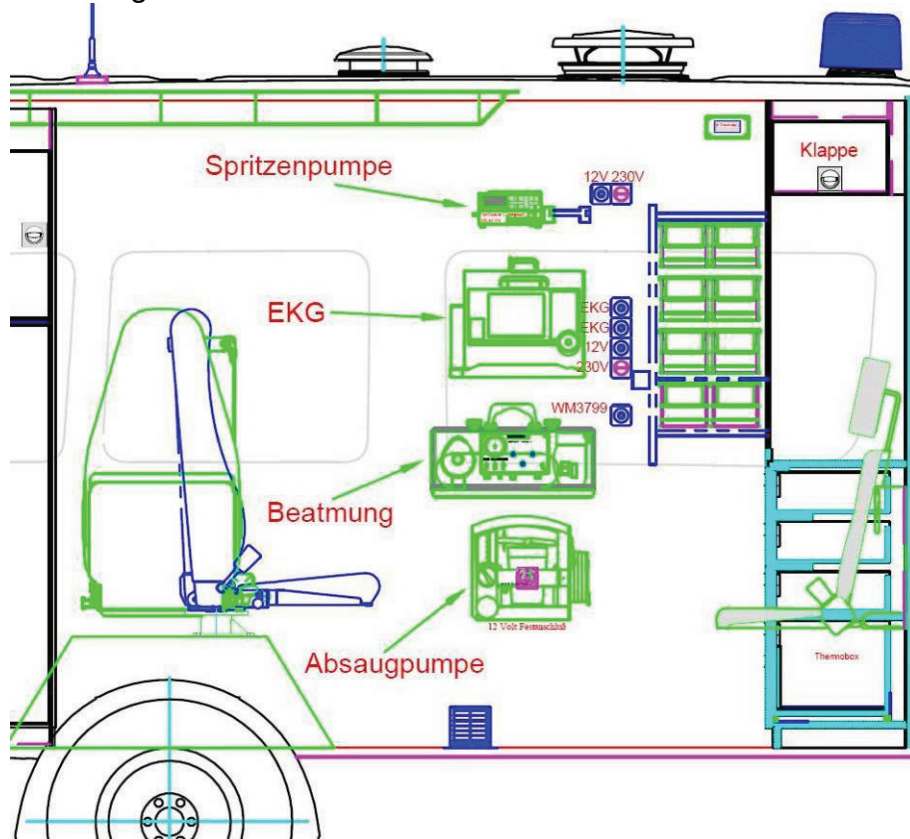 Klappe
Spritzenpumpe
12V 230V
EKG
EKG
EKG
12V
230V
WM3799
Beatmung
12 Volt Festanschluß
Absaugpumpe
Thermobox